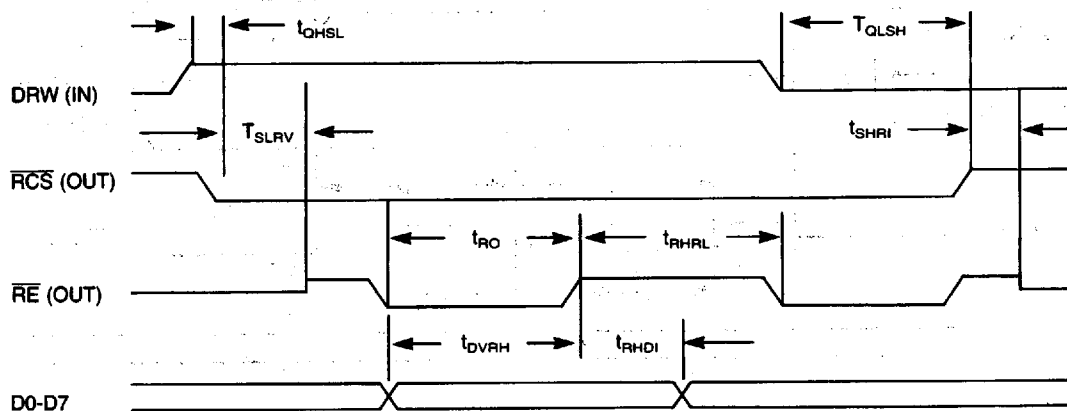 tQHSL
TQLSH
DRW (IN)
TSLRV
tSHRI
RCS (OUT)
tRO
tRHRL
RE (OUT)
tDVRH
tRHDI
D0-D7